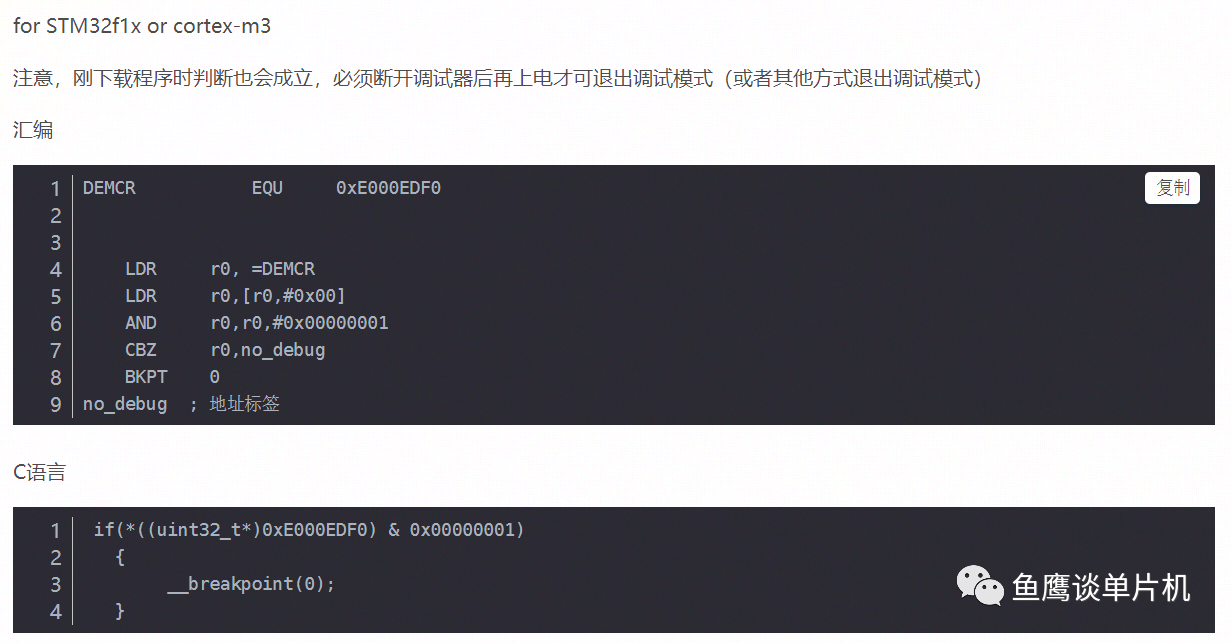 for STM32f1x or cortex-m3
注意，刚下载程序时判断也会成立，必须断开调试器后再上电才可退出调试模式（或者其他方式退出调试模式）
汇编
复制
1 DEMCR           EQU     0xE000EDF0
2
3
4     LDR     r0, =DEMCR
5     LDR     r0,[r0,#0x00]
6     AND     r0,r0,#0x00000001
7     CBZ     r0,no_debug
8     BKPT    0
9 no_debug  ; 地址标签
C语言
1  if(*((uint32_t*)0xE000EDF0) & 0x00000001)
2    {
3         __breakpoint(0);
4    }
鱼鹰谈单片机